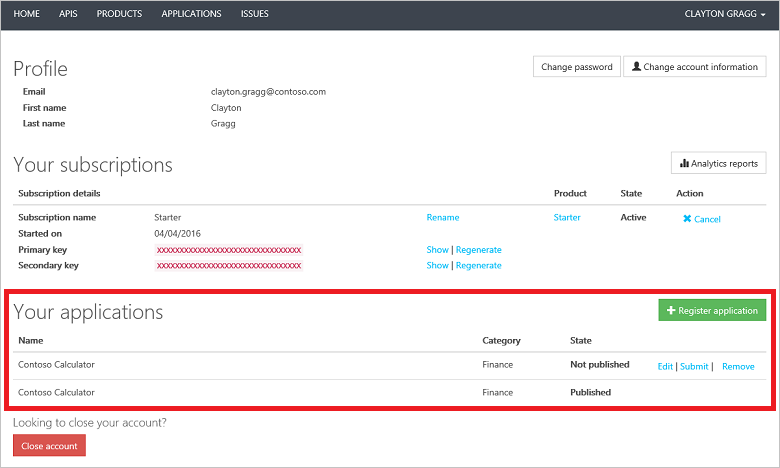 HOME APIS PRODUCTS APPLICATIONS ISSUES CLAYTON GRAGG
Profile Change password Change account information
Email clayton.gragg@contoso.com
First name Clayton
Last name Gragg
Your subscriptions Analytics reports
Subscription details Product State Action
Subscription name Starter Rename Starter Active Cancel
Started on 04/04/2016
Primary key xxxxxxxxxxxxxxxxxxxxxxxxxxxxxxxx Show | Regenerate
Secondary key xxxxxxxxxxxxxxxxxxxxxxxxxxxxxxxx Show | Regenerate
Your applications Register application
Name Category State
Contoso Calculator Finance Not published Edit | Submit | Remove
Contoso Calculator Finance Published
Looking to close your account?
Close account